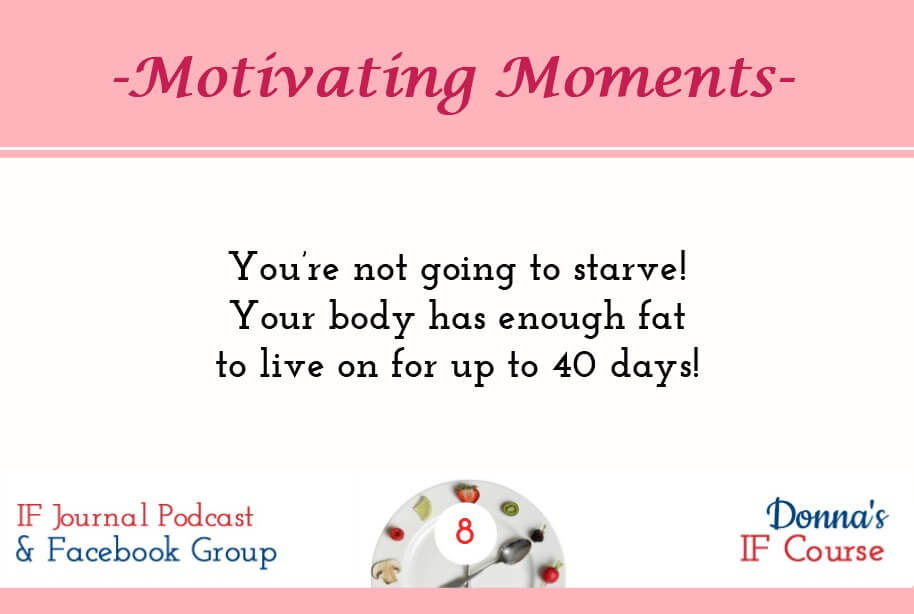 -Motivating Moments-
You're not going to starve!
Your body has enough fat
to live on for up to 40 days!
IF Journal Podcast
& Facebook Group
8
Donna's
IF Course